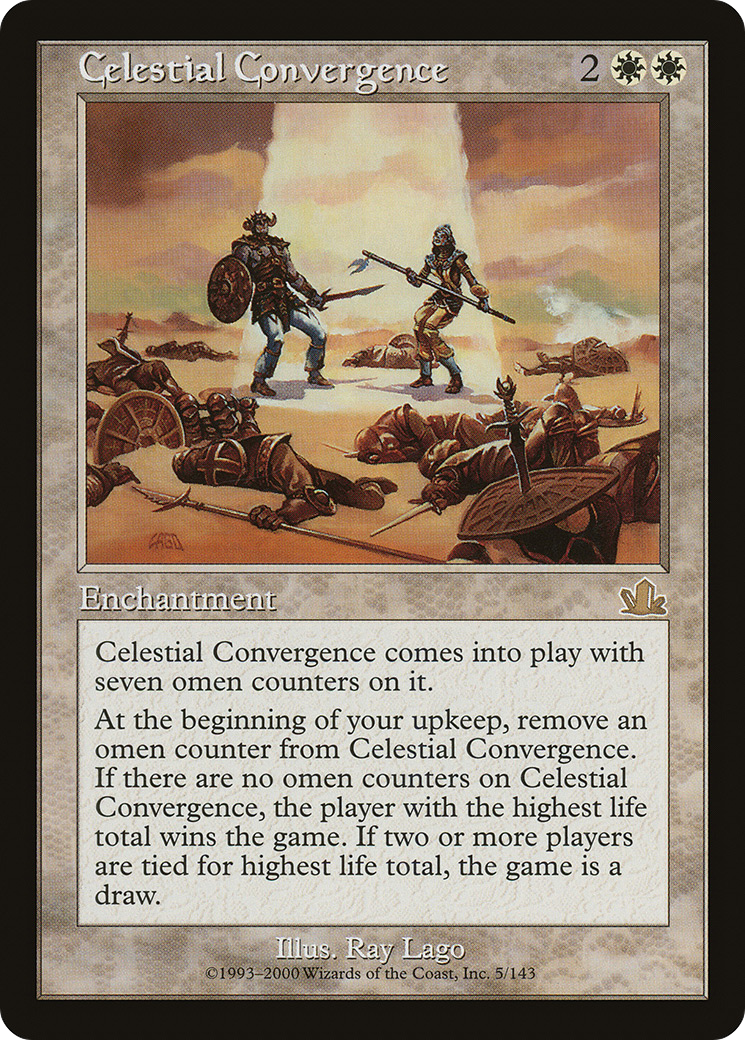 Celestial Convergence 2
LAGO
Enchantment
Celestial Convergence comes into play with
seven omen counters on it.
At the beginning of your upkeep, remove an
omen counter from Celestial Convergence.
If there are no omen counters on Celestial
Convergence, the player with the highest life
total wins the game. If two or more players
are tied for highest life total, the game is a
draw.
Illus. Ray Lago
©1993–2000 Wizards of the Coast, Inc. 5/143